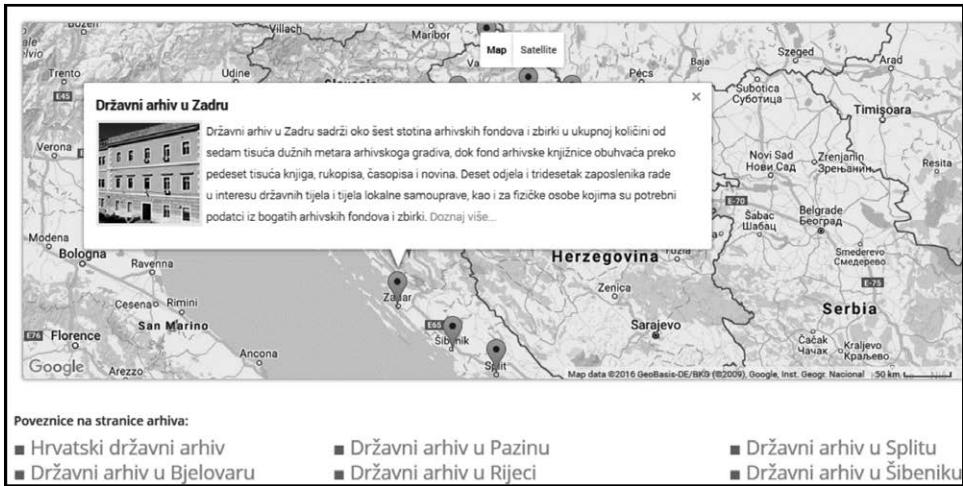 Villach
Maribor
Map Satellite
Szeged
Arad
Trento
Udine
Pécs
Baja
E45
Subotica
Суботица
Državni arhiv u Zadru
×
Timișoara
Državni arhiv u Zadru sadrži oko šest stotina arhivskih fondova i zbirki u ukupnoj količini od
sedam tisuća dužnih metara arhivskoga gradiva, dok fond arhivske knjižnice obuhvaća preko
pedeset tisuća knjiga, rukopisa, časopisa i novina. Deset odjela i tridesetak zaposlenika rade
u interesu državnih tijela i tijela lokalne samouprave, kao i za fizičke osobe kojima su potrebni
podatci iz bogatih arhivskih fondova i zbirki. Doznaj više...
Verona
Novi Sad
Нови Сад
Zrenjanin
Зрењанин
Resita
E-70
Šabac
Шабац
Belgrade
Београд
Modena
Bologna
Ravenna
Herzegovina
Tuzla
Smederevo
Смедерево
E-75
Zadar
Zenica
Cesena
Rimini
San Marino
Serbia
E65
Šibenik
Sarajevo
E76
Florence
Čačak
Чачак
Kraljevo
Краљево
Ancona
Split
Google
Arezzo
Map data ©2016 GeoBasis-DE/BKG (©2009), Google, Inst. Geogr. Nacional
50 km
Poveznice na stranice arhiva:
■ Hrvatski državni arhiv ■ Državni arhiv u Pazinu ■ Državni arhiv u Splitu
■ Državni arhiv u Bjelovaru ■ Državni arhiv u Rijeci ■ Državni arhiv u Šibeniku